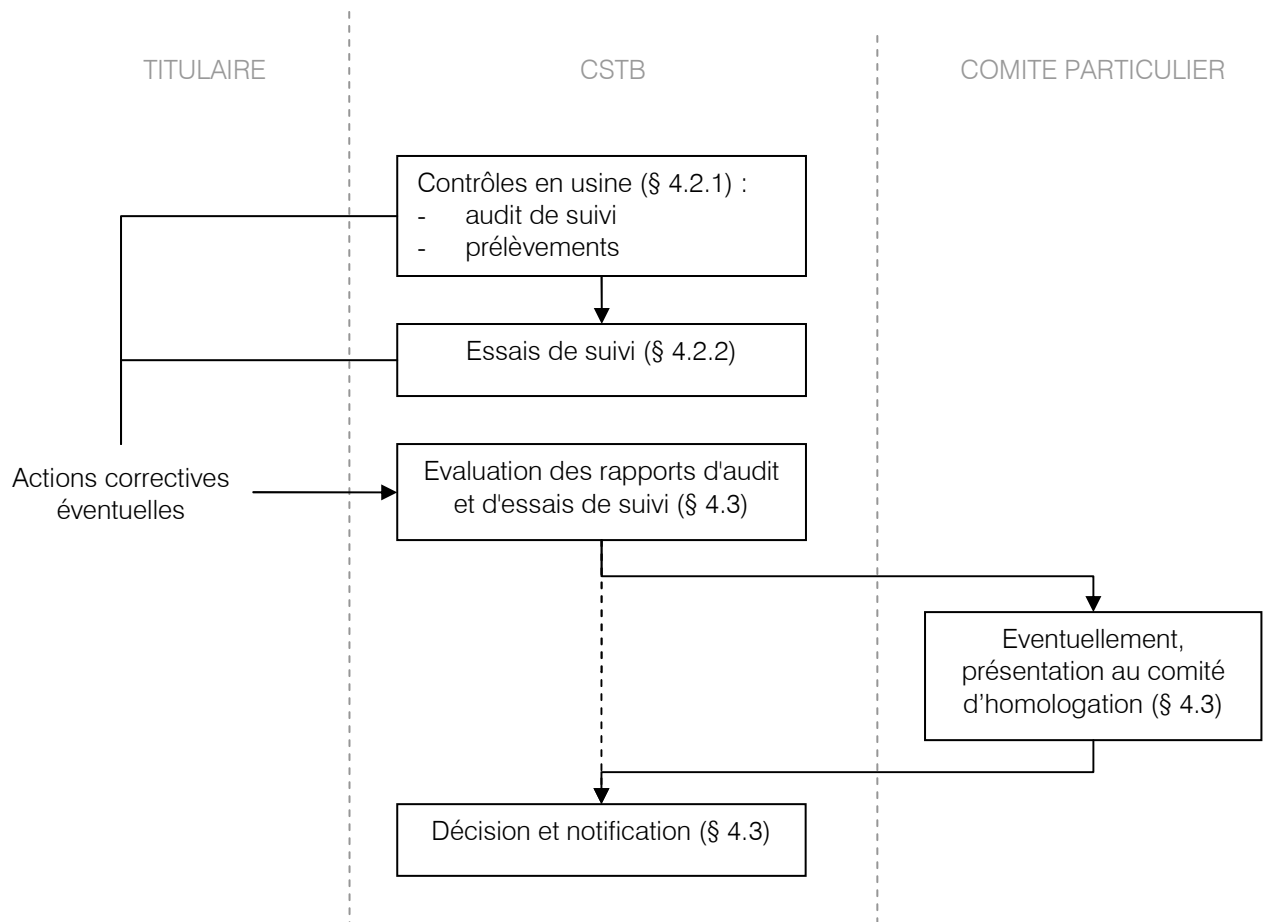 TITULAIRE
CSTB
COMITE PARTICULIER
Contrôles en usine (§ 4.2.1) :
- audit de suivi
- prélèvements
Essais de suivi (§ 4.2.2)
Actions correctives
éventuelles
Evaluation des rapports d'audit
et d'essais de suivi (§ 4.3)
Eventuellement,
présentation au comité
d’homologation (§ 4.3)
Décision et notification (§ 4.3)